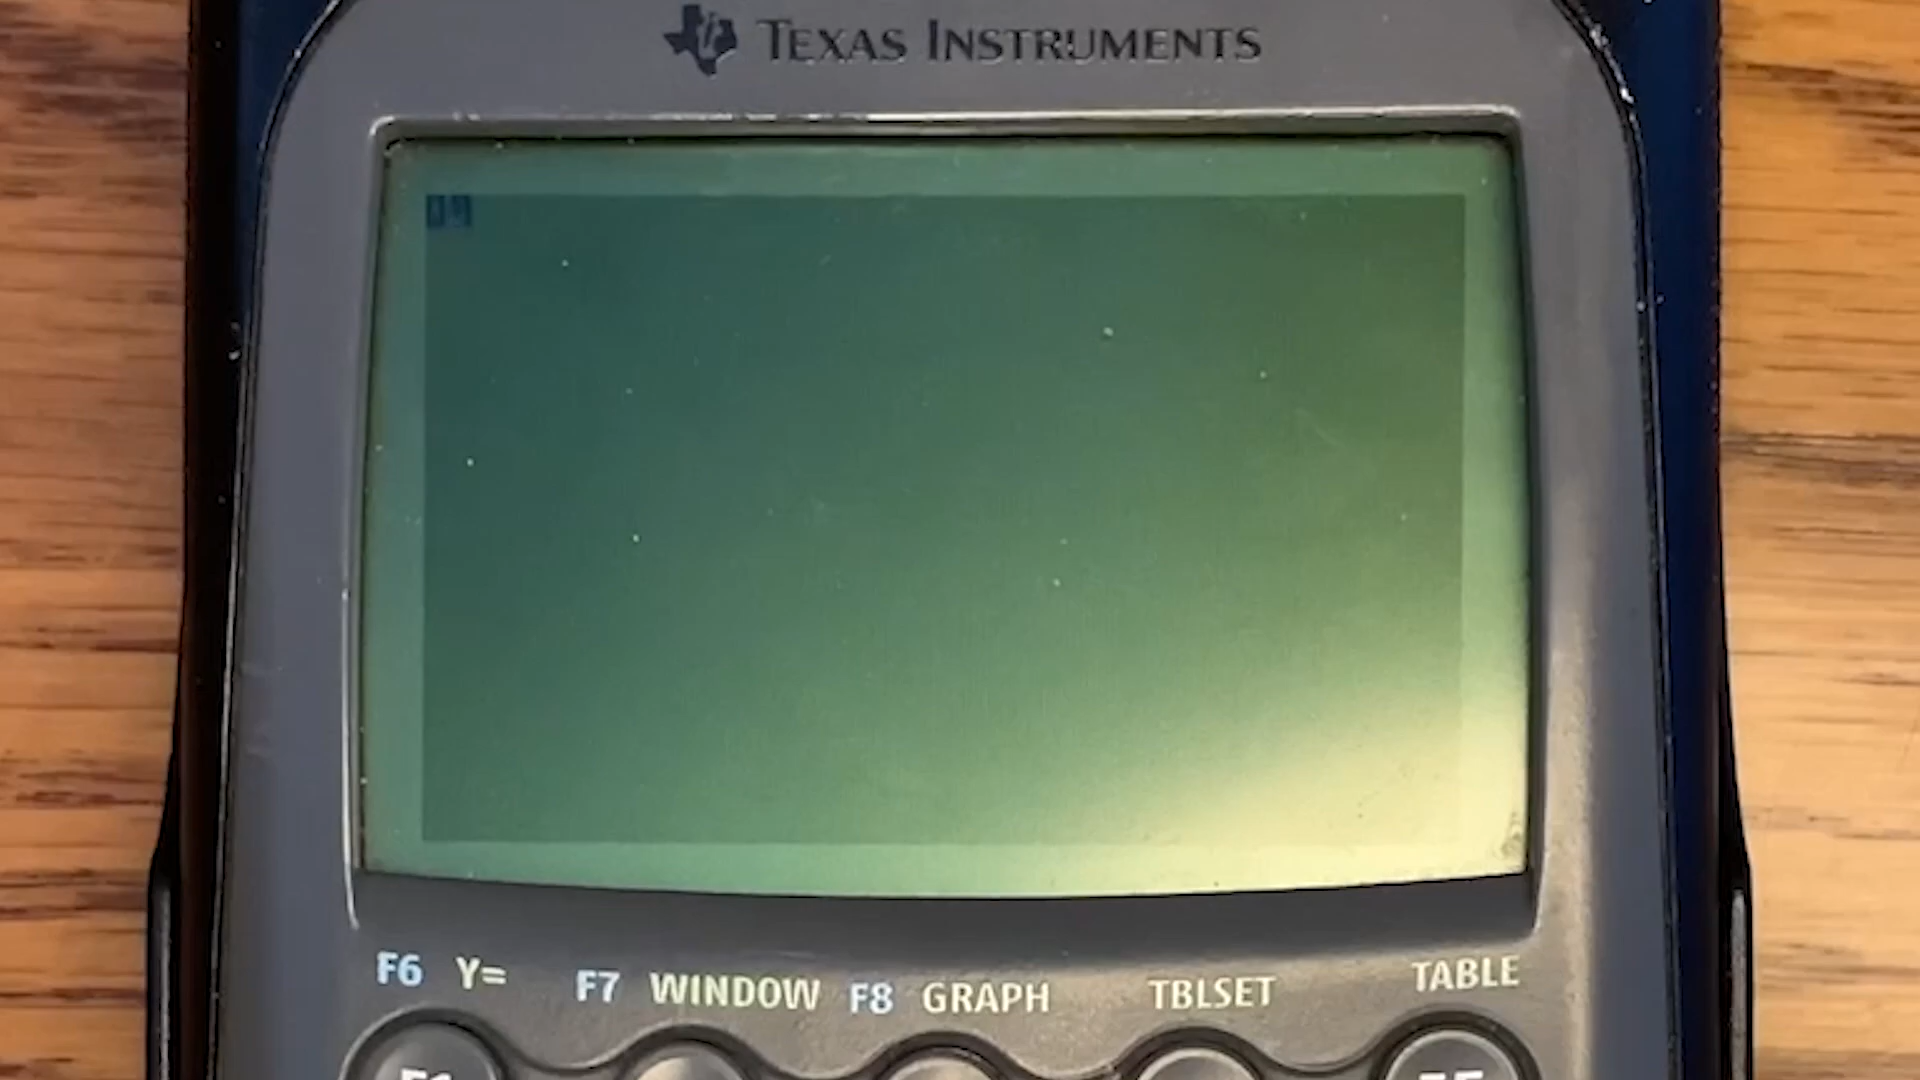 TEXAS INSTRUMENTS
F6 Y= F7 WINDOW F8 GRAPH TBLSET TABLE